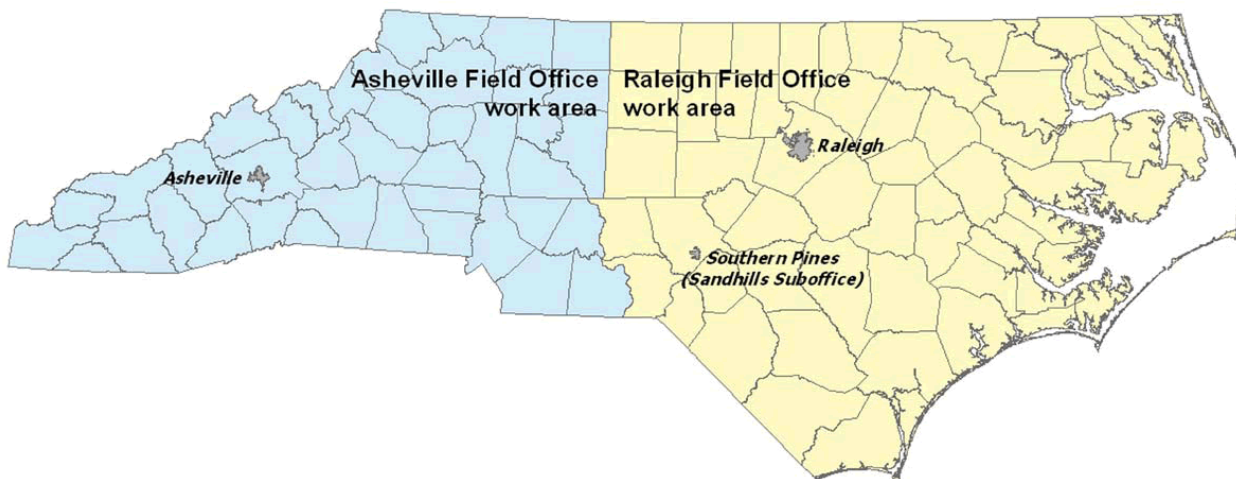 Asheville Field Office
work area
Raleigh Field Office
work area
Raleigh
Asheville
Southern Pines
(Sandhills Suboffice)